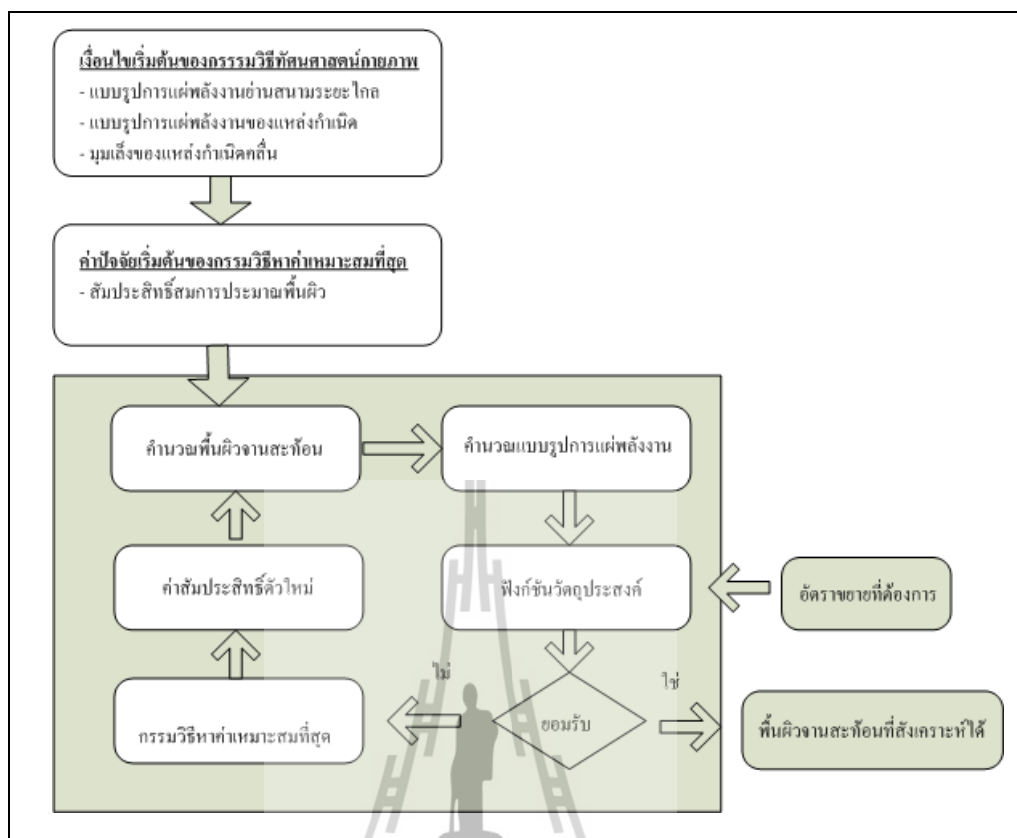 เงื่อนไขเริ่มต้นของกรรมวิธีทัศนศาสตน์กายภาพ
- แบบรูปการแผ่พลังงานย่านสนามระยะไกล
- แบบรูปการแผ่พลังงานของแหล่งกำเนิด
- มุมเล็งของแหล่งกำเนิดคลื่น
ค่าปัจจัยเริ่มต้นของกรรมวิธีหาค่าเหมาะสมที่สุด
- สัมประสิทธิ์สมการประมาณพื้นผิว
คำนวณพื้นผิวจานสะท้อน
คำนวณแบบรูปการแผ่พลังงาน
ค่าสัมประสิทธิ์ตัวใหม่
ฟังก์ชันวัตถุประสงค์
อัตราขยายที่ต้องการ
ไม่
ใช่
กรรมวิธีหาค่าเหมาะสมที่สุด
ยอมรับ
พื้นผิวจานสะท้อนที่สังเคราะห์ได้